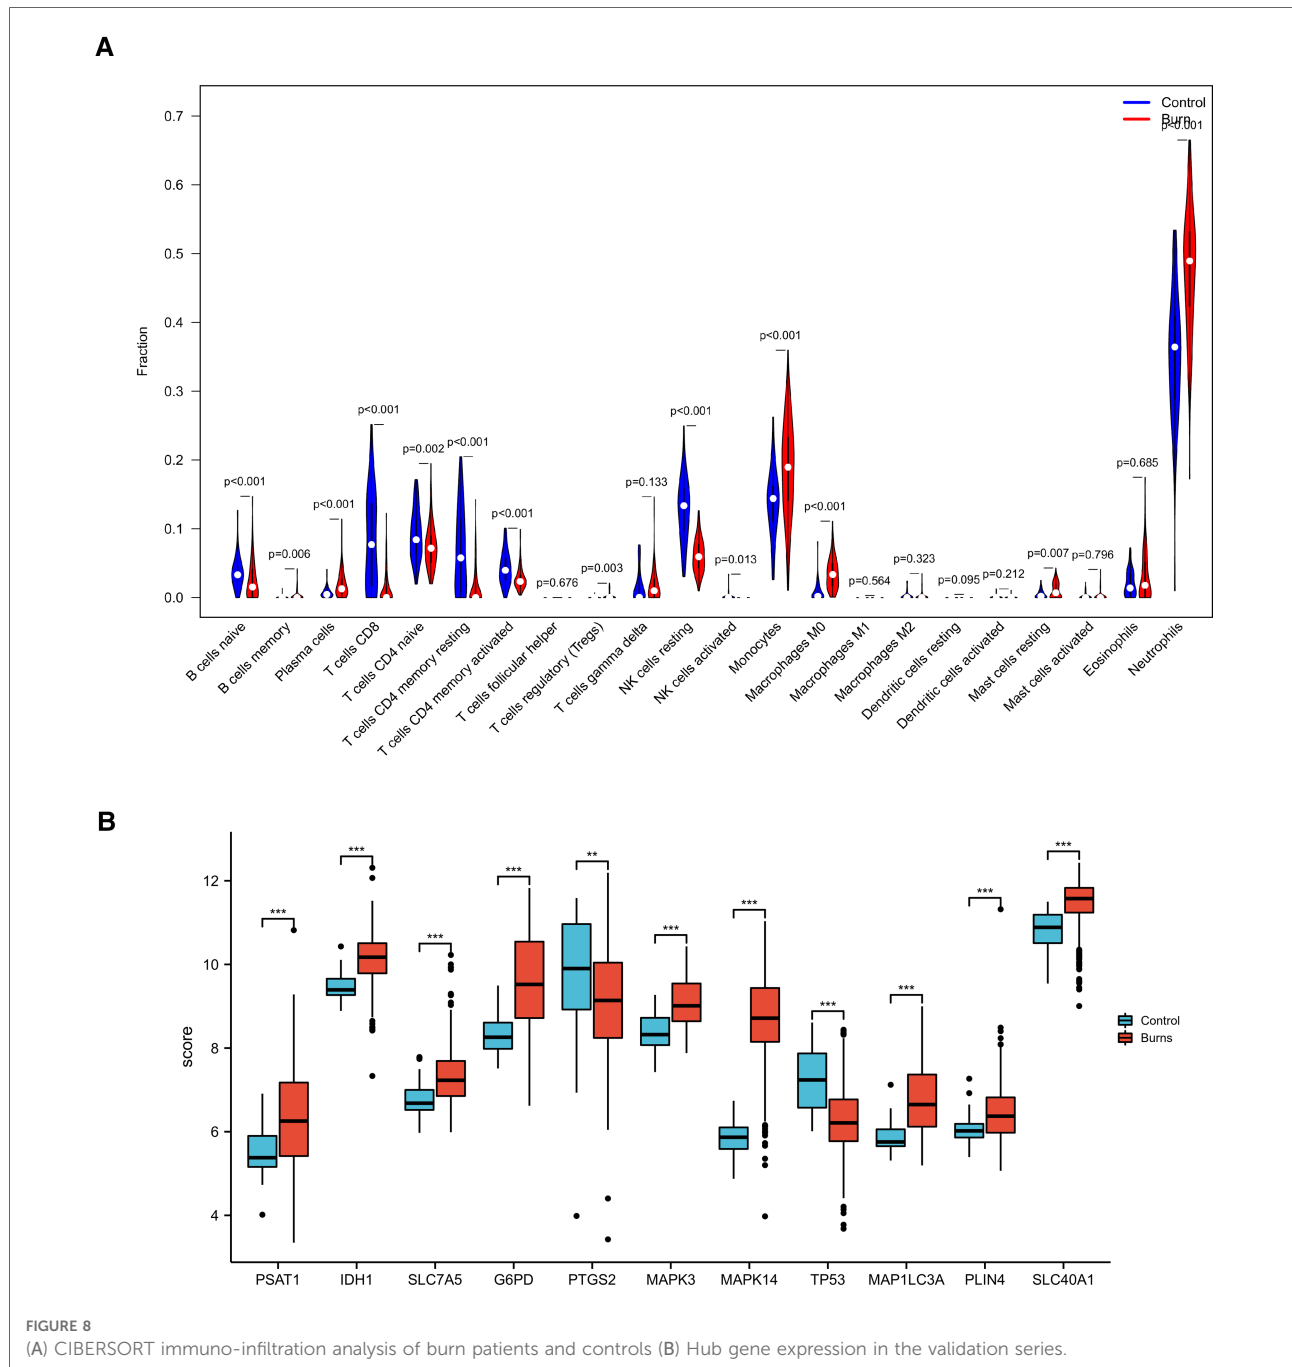 A
Control
Burn
p<0.001
p<0.001
p=0.006
p<0.001
p<0.001
p=0.002
p<0.001
p<0.001
p=0.676
p=0.003
p=0.133
p<0.001
p=0.013
p<0.001
p<0.001
p=0.564
p=0.323
p=0.095
p=0.212
p=0.007
p=0.796
p=0.685
0.7
0.6
0.5
0.4
0.3
0.2
0.1
0.0
Fraction
B cells naive
B cells memory
Plasma cells
T cells CD8
T cells CD4 naive
T cells CD4 memory resting
T cells CD4 memory activated
T cells follicular helper
T cells regulatory (Tregs)
T cells gamma delta
NK cells resting
NK cells activated
Monocytes
Macrophages M0
Macrophages M1
Macrophages M2
Dendritic cells resting
Dendritic cells activated
Mast cells resting
Mast cells activated
Eosinophils
Neutrophils
B
***
***
***
***
**
***
***
***
***
***
***
12
10
8
6
4
score
Control
Burns
PSAT1
IDH1
SLC7A5
G6PD
PTGS2
MAPK3
MAPK14
TP53
MAP1LC3A
PLIN4
SLC40A1
FIGURE 8
(A) CIBERSORT immuno-infiltration analysis of burn patients and controls (B) Hub gene expression in the validation series.